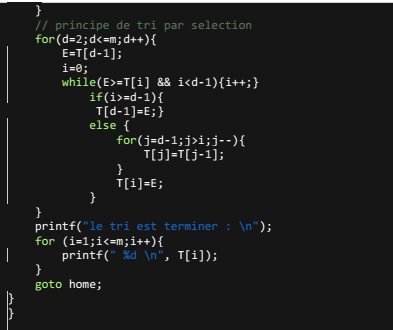 }
// principe de tri par selection
for(d=2;d<=m;d++){
E=T[d-1];
i=0;
while(E>=T[i] && i<d-1){i++;}
if(i>=d-1){
T[d-1]=E;}
else {
for(j=d-1;j>i;j--){
T[j]=T[j-1];
}
T[i]=E;
}
}
printf("le tri est terminer : \n");
for (i=1;i<=m;i++){
printf(" %d \n", T[i]);
}
goto home;
}
}